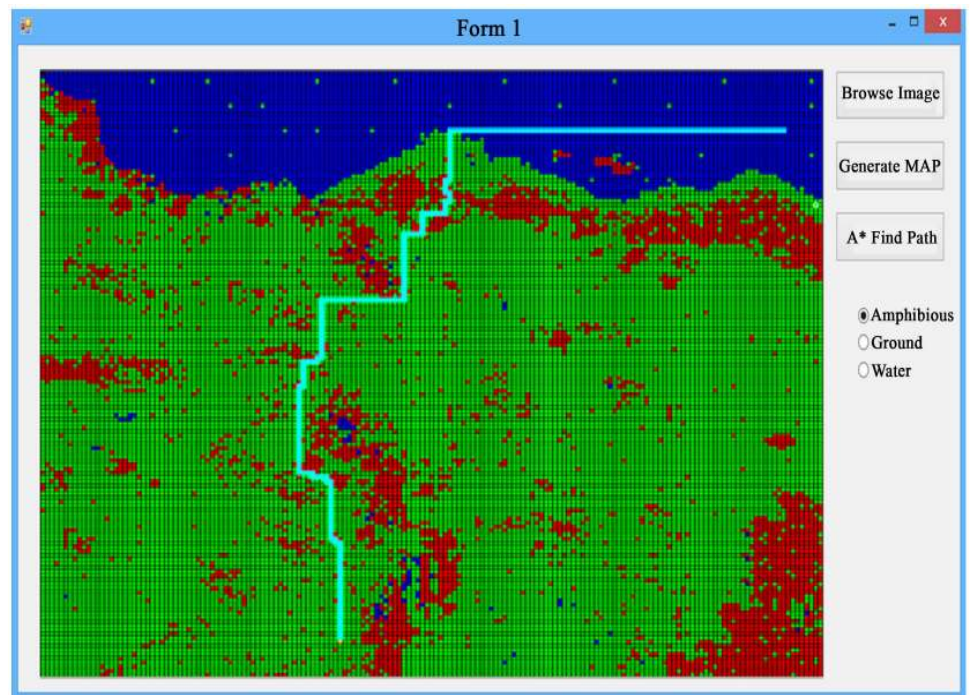 Form 1
Browse Image
Generate MAP
A* Find Path
Amphibious
Ground
Water